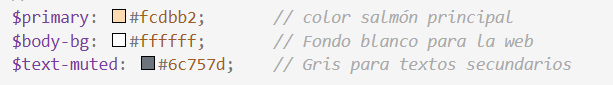 $primary: #fcdbb2; // color salmón principal
$body-bg: #ffffff; // Fondo blanco para la web
$text-muted: #6c757d; // Gris para textos secundarios